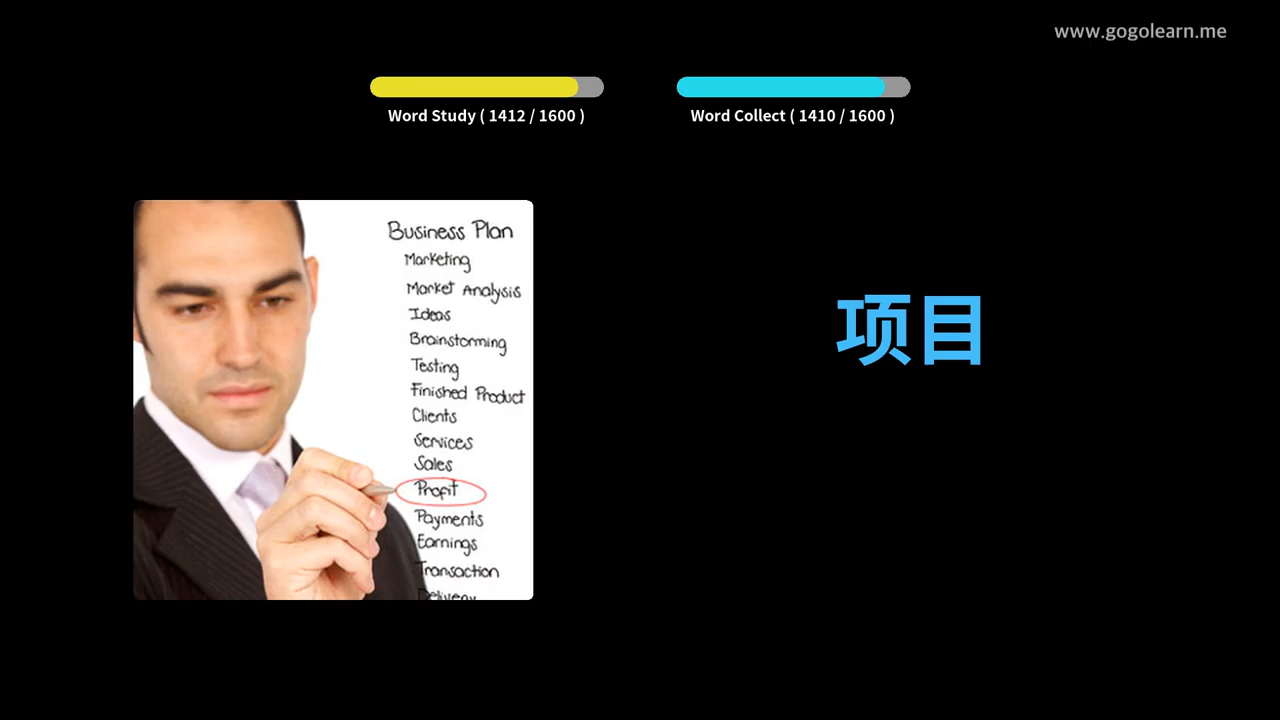 www.gogolearn.me
Word Study ( 1412 / 1600 )
Word Collect ( 1410 / 1600 )
Business Plan
Marketing
Market Analysis
Ideas
Brainstorming
Testing
Finished Product
Clients
Services
Sales
Profit
Payments
Earnings
Transaction
Delivery
项目